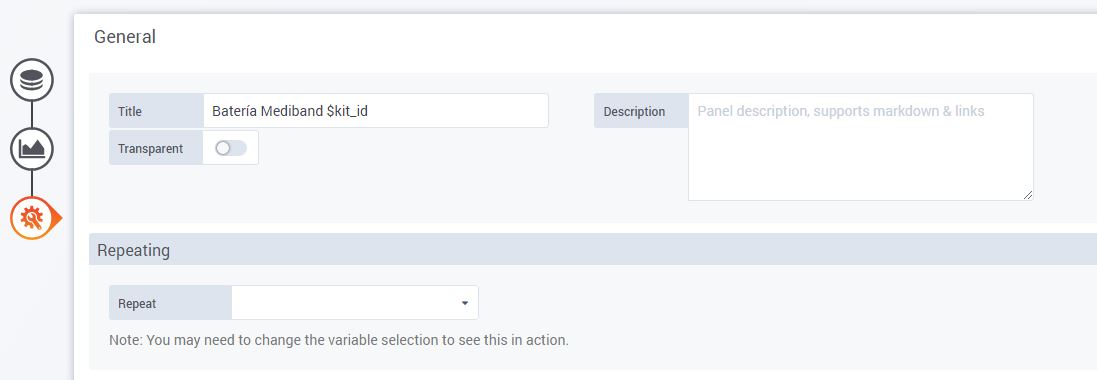 General
Title
Batería Mediband $kit_id
Description
Panel description, supports markdown & links
Transparent
Repeating
Repeat
Note: You may need to change the variable selection to see this in action.